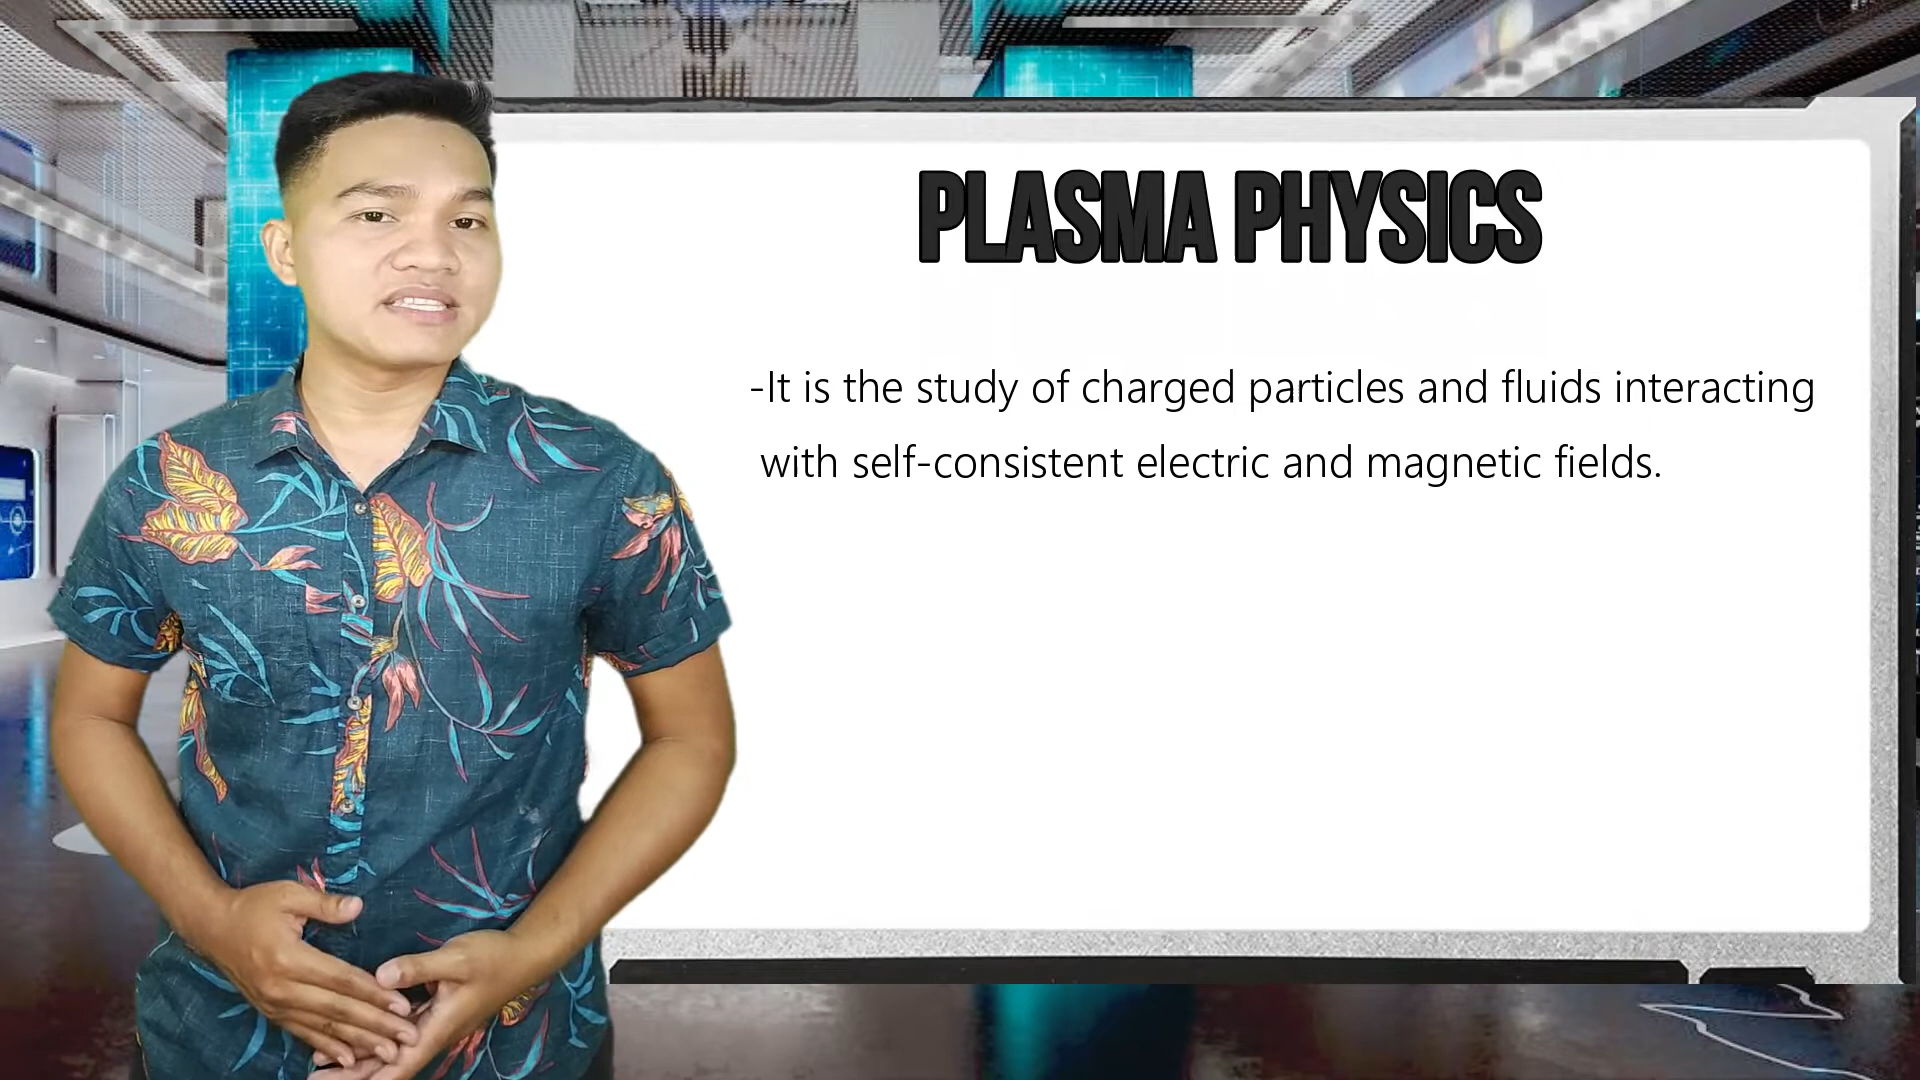 PLASMA PHYSICS
-It is the study of charged particles and fluids interacting
with self-consistent electric and magnetic fields.